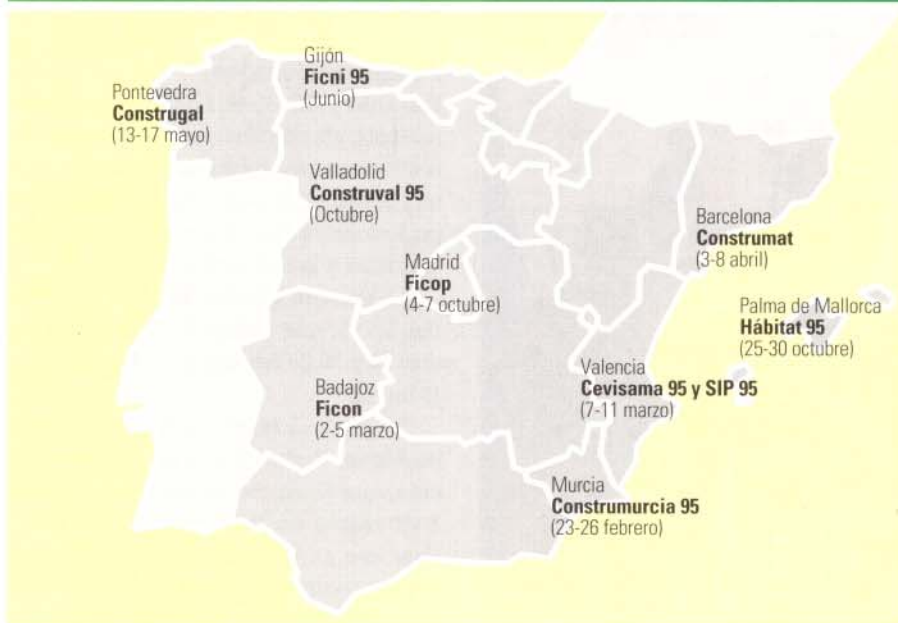 Gijón
Ficni 95
(Junio)
Pontevedra
Construgal
(13-17 mayo)
Valladolid
Construval 95
(Octubre)
Barcelona
Construmat
(3-8 abril)
Madrid
Ficop
(4-7 octubre)
Palma de Mallorca
Hábitat 95
(25-30 octubre)
Valencia
Cevisama 95 y SIP 95
(7-11 marzo)
Badajoz
Ficon
(2-5 marzo)
Murcia
Construmurcia 95
(23-26 febrero)